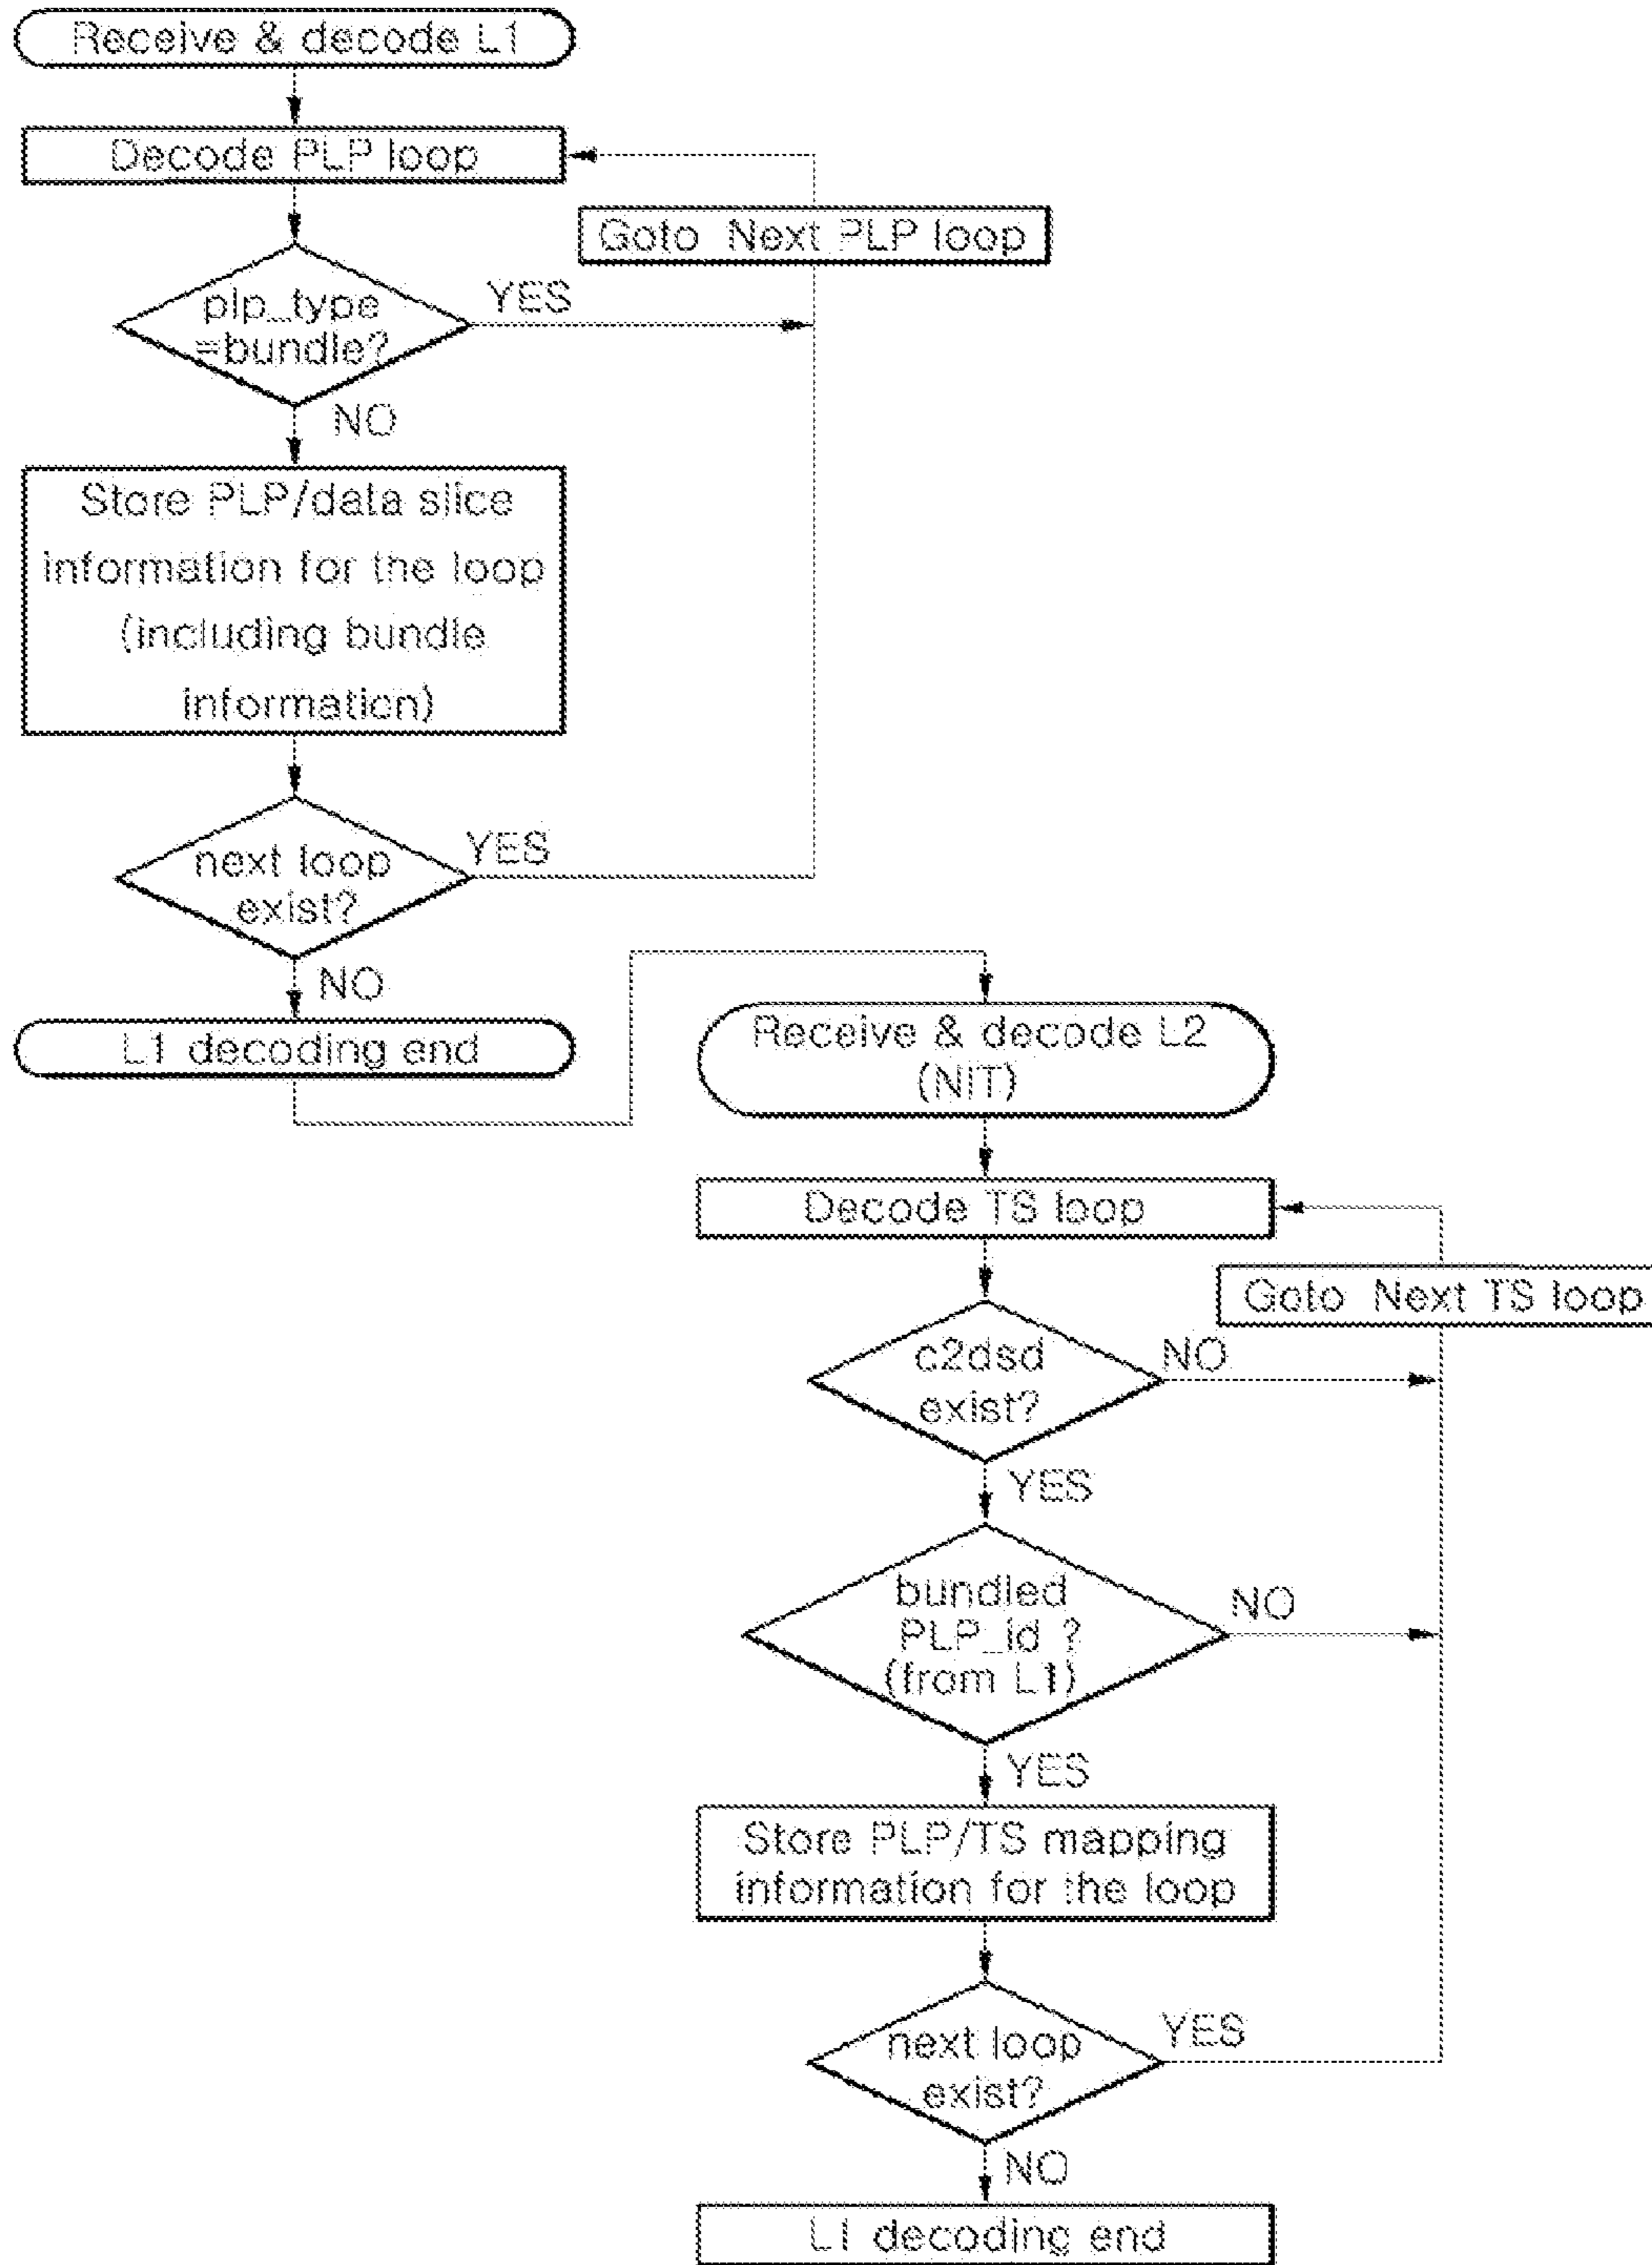 Receive & decode L1
Decode PLP loop
Goto Next PLP loop
plp_type
=bundle?
YES
NO
Store PLP/data slice
information for the loop
(including bundle
information)
next loop
exist?
YES
NO
L1 decoding end
Receive & decode L2
(NIT)
Decode TS loop
Goto Next TS loop
c2dsd
exist?
NO
YES
bundled
PLP_id ?
(from L1)
NO
YES
Store PLP/TS mapping
information for the loop
next loop
exist?
YES
NO
L1 decoding end